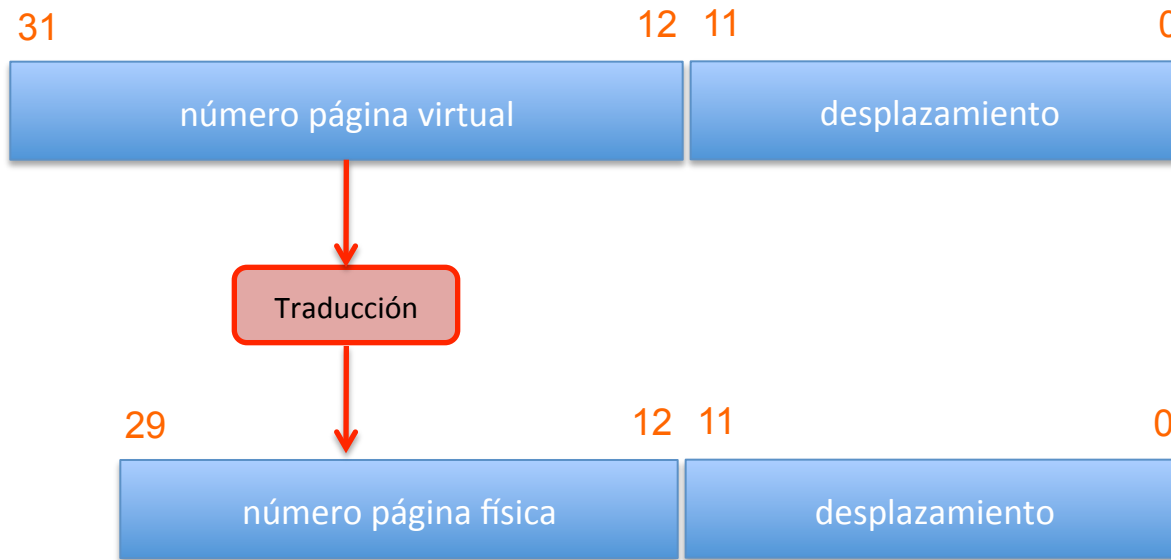 31 12 11 0
número página virtual desplazamiento
Traducción
29 12 11 0
número página física desplazamiento